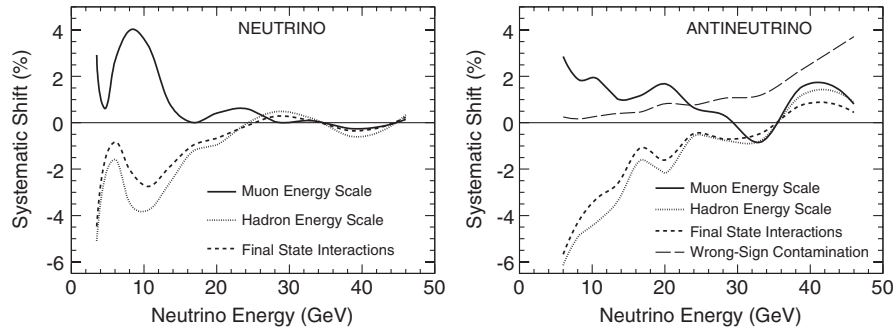 NEUTRINO
Systematic Shift (%)
4
2
0
-2
-4
-6
Muon Energy Scale
Hadron Energy Scale
Final State Interactions
0 10 20 30 40 50
Neutrino Energy (GeV)
ANTINEUTRINO
Systematic Shift (%)
4
2
0
-2
-4
-6
Muon Energy Scale
Hadron Energy Scale
Final State Interactions
Wrong-Sign Contamination
0 10 20 30 40 50
Neutrino Energy (GeV)